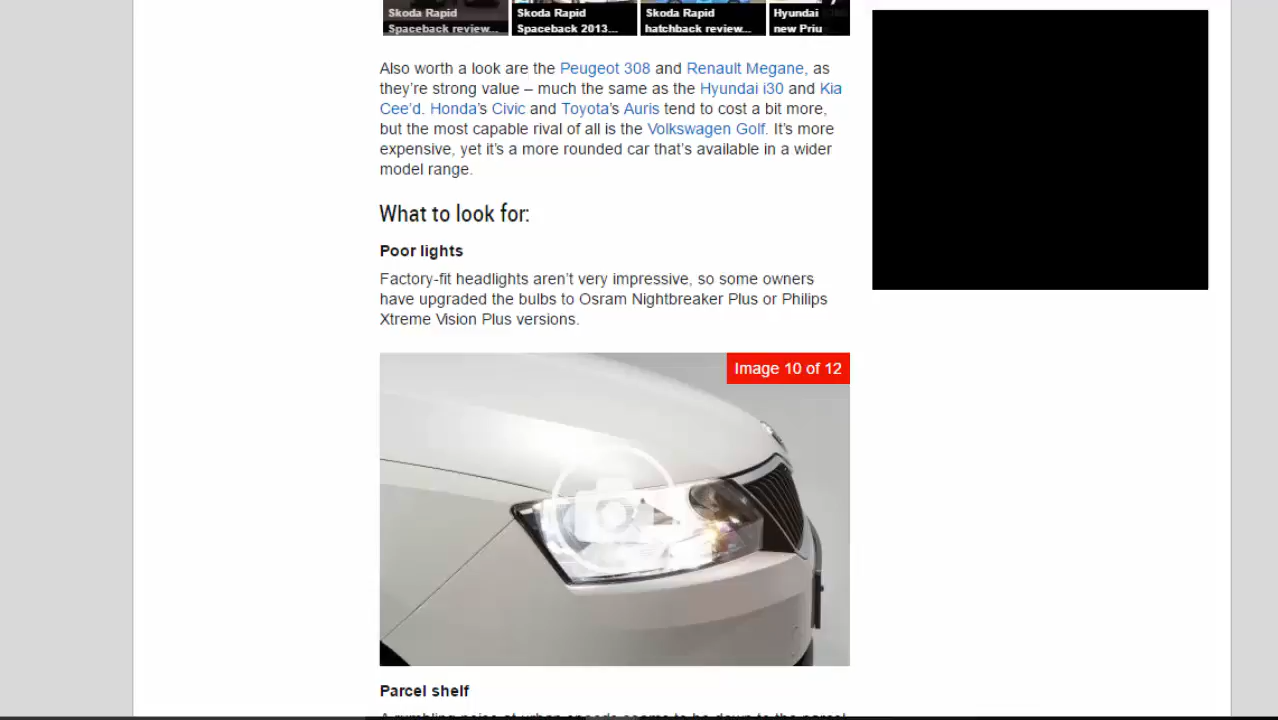 Skoda Rapid
Spaceback review...
Skoda Rapid
Spaceback 2013...
Skoda Rapid
hatchback review...
Hyundai
new Priu
Also worth a look are the Peugeot 308 and Renault Megane, as
they’re strong value – much the same as the Hyundai i30 and Kia
Cee’d. Honda’s Civic and Toyota’s Auris tend to cost a bit more,
but the most capable rival of all is the Volkswagen Golf. It’s more
expensive, yet it’s a more rounded car that’s available in a wider
model range.
What to look for:
Poor lights
Factory-fit headlights aren’t very impressive, so some owners
have upgraded the bulbs to Osram Nightbreaker Plus or Philips
Xtreme Vision Plus versions.
Image 10 of 12
Parcel shelf